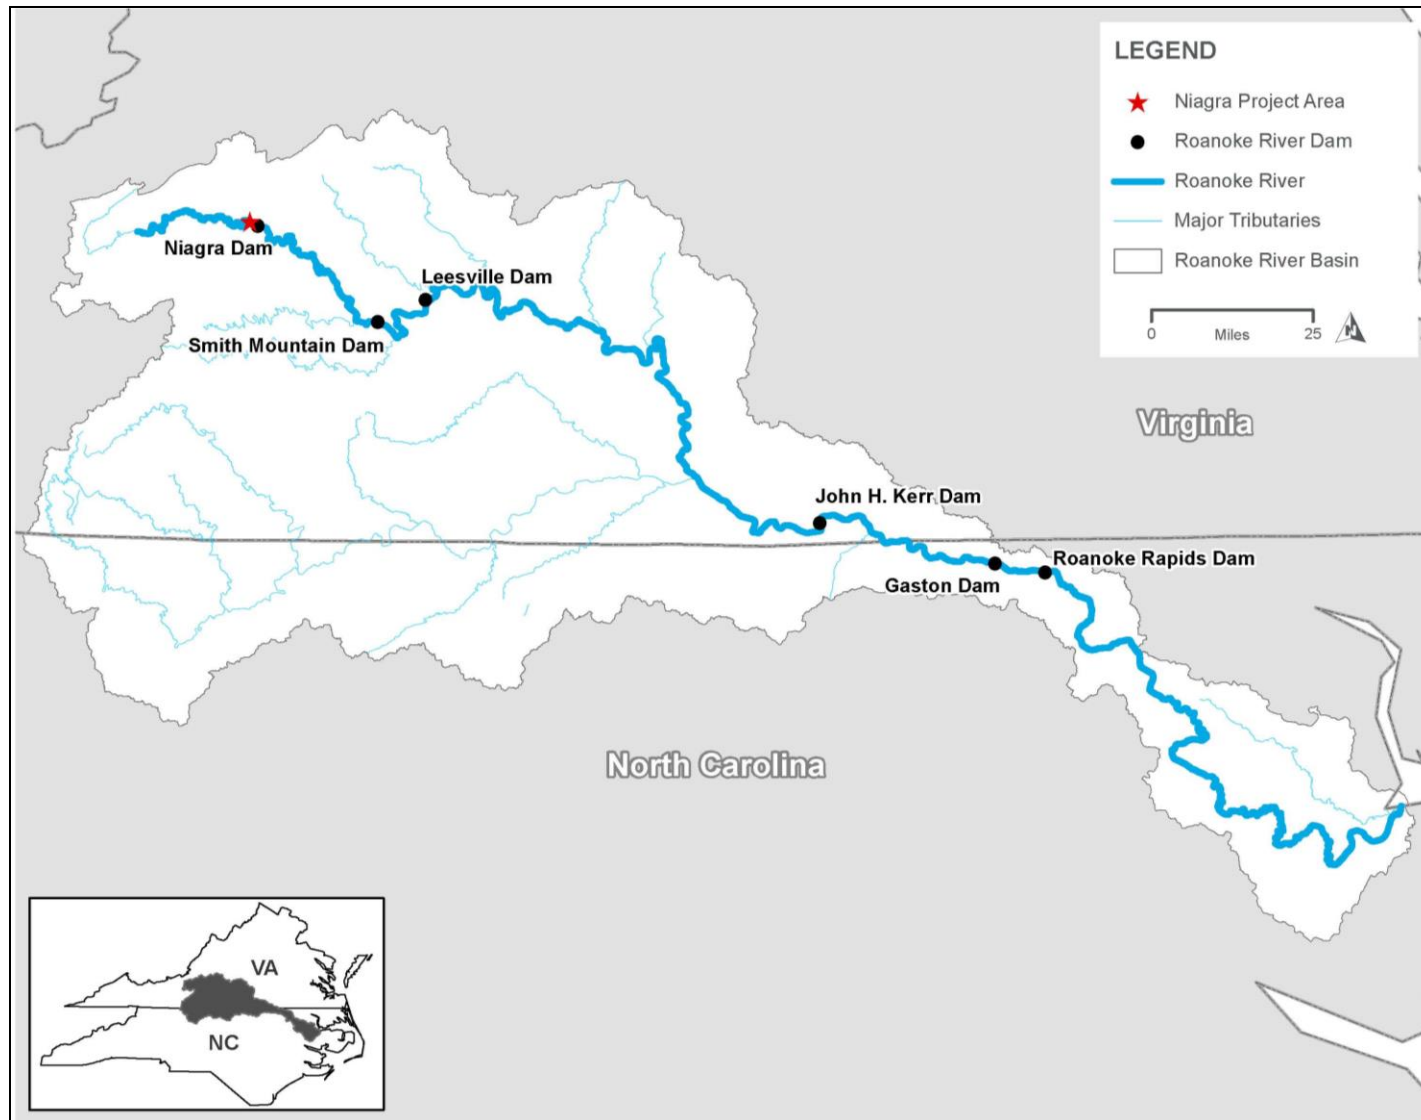 LEGEND
Niagra Project Area
Roanoke River Dam
Roanoke River
Major Tributaries
Roanoke River Basin
0 Miles 25 N
Niagra Dam
Leesville Dam
Smith Mountain Dam
Virginia
John H. Kerr Dam
Roanoke Rapids Dam
Gaston Dam
North Carolina
VA
NC